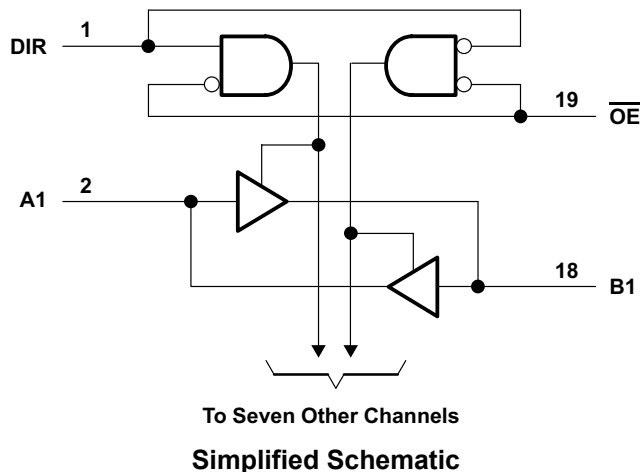 DIR 1
19 OE
A1 2
18 B1
To Seven Other Channels
Simplified Schematic